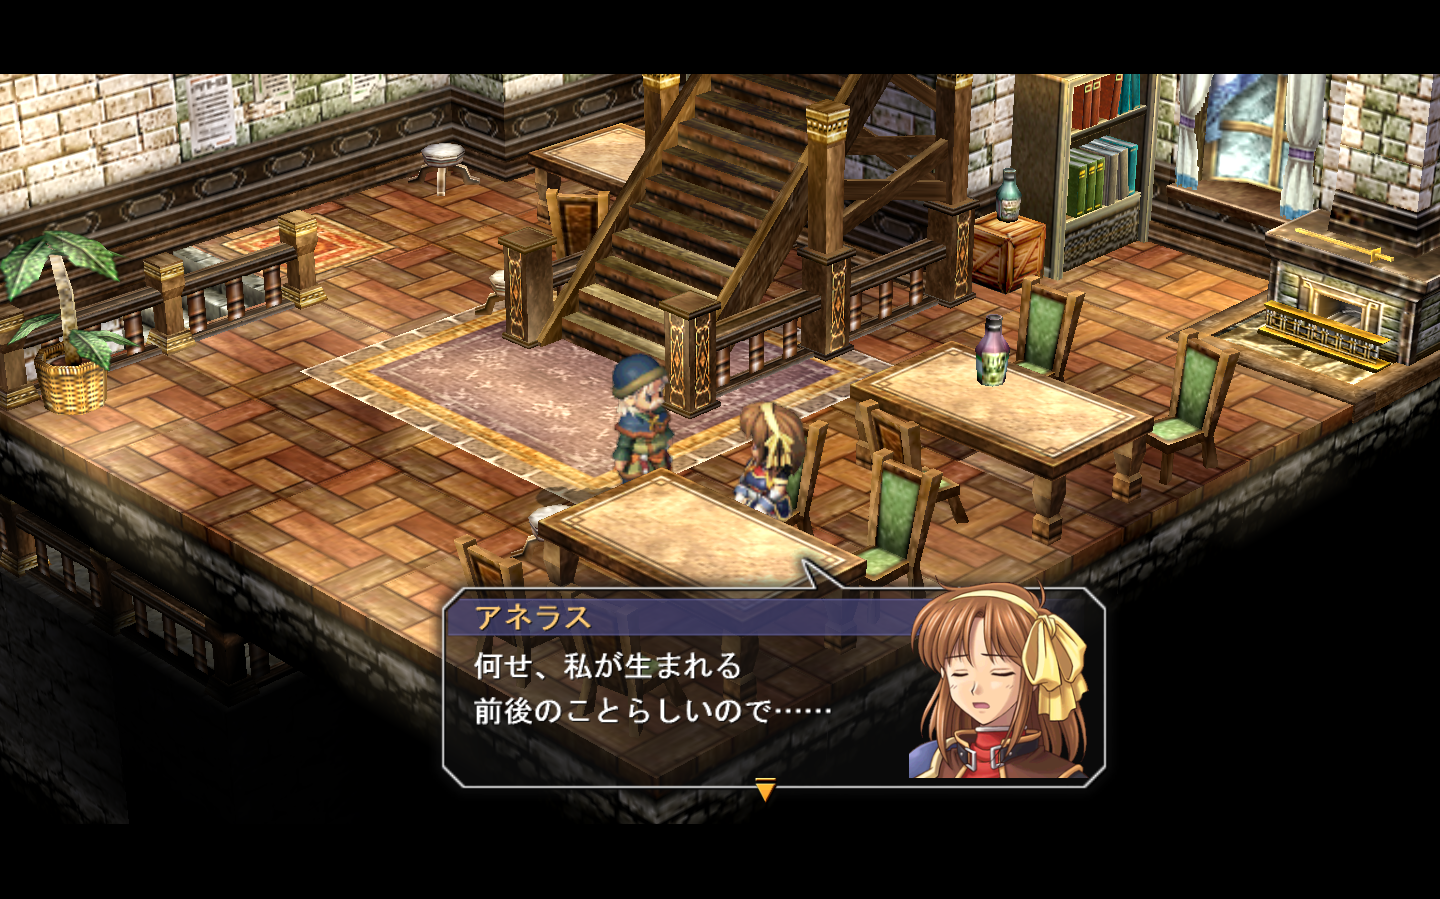 アネラス
何せ、私が生まれる
前後のことらしいので……